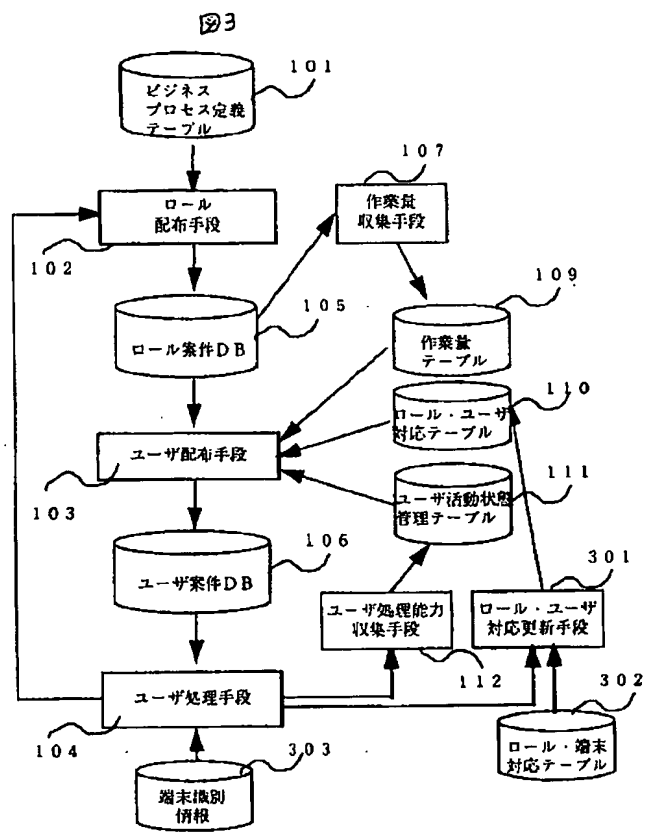 図3
101
ビジネス
プロセス定義
テーブル
107
ロール
配布手段
作業量
収集手段
102
109
105
ロール案件DB
作業量
テーブル
110
ロール・ユーザ
対応テーブル
ユーザ配布手段
111
103
ユーザ活動状態
管理テーブル
106
ユーザ案件DB
301
ユーザ処理能力
収集手段
ロール・ユーザ
対応更新手段
112
ユーザ処理手段
302
104
303
ロール・端末
対応テーブル
端末識別
情報